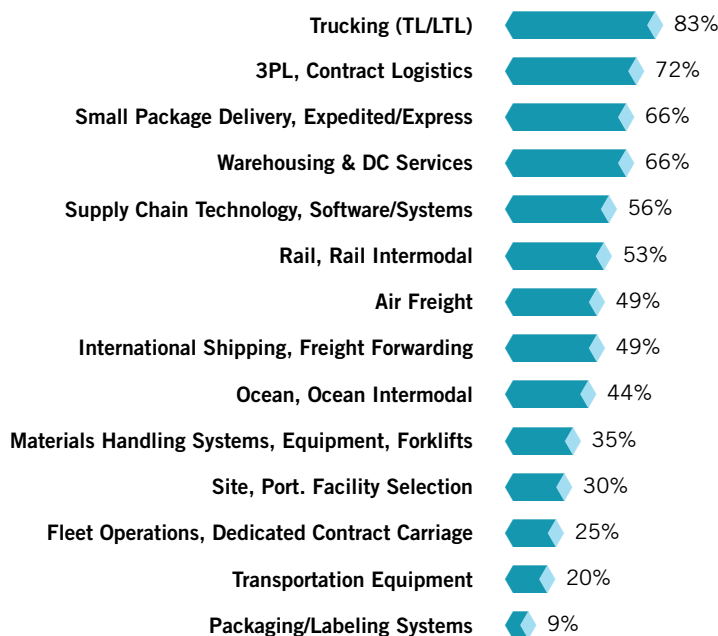 Trucking (TL/LTL) 83%
3PL, Contract Logistics 72%
Small Package Delivery, Expedited/Express 66%
Warehousing & DC Services 66%
Supply Chain Technology, Software/Systems 56%
Rail, Rail Intermodal 53%
Air Freight 49%
International Shipping, Freight Forwarding 49%
Ocean, Ocean Intermodal 44%
Materials Handling Systems, Equipment, Forklifts 35%
Site, Port. Facility Selection 30%
Fleet Operations, Dedicated Contract Carriage 25%
Transportation Equipment 20%
Packaging/Labeling Systems 9%